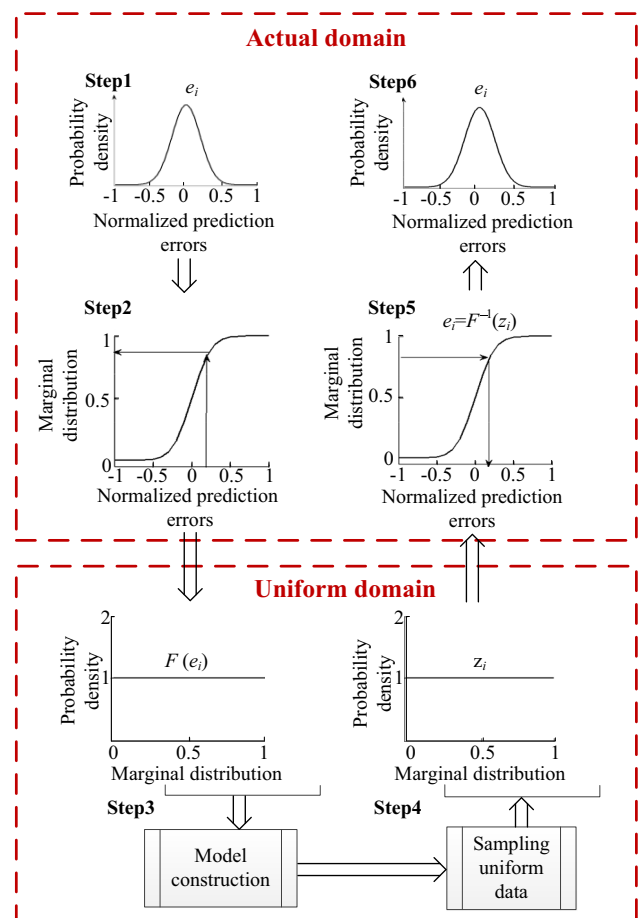 Actual domain
Step1
e_i
Probability
density
-1 -0.5 0 0.5 1
Normalized prediction
errors
Step6
e_i
Probability
density
-1 -0.5 0 0.5 1
Normalized prediction
errors
Step2
Marginal
distribution
1
0.5
0
-1 -0.5 0 0.5 1
Normalized prediction
errors
Step5
e_i=F⁻¹(z_i)
Marginal
distribution
1
0.5
0
-1 -0.5 0 0.5 1
Normalized prediction
errors
Uniform domain
Probability
density
2
1
F (e_i)
0 0.5 1
Marginal distribution
Probability
density
2
1
z_i
0 0.5 1
Marginal distribution
Step3
Model
construction
Step4
Sampling
uniform
data